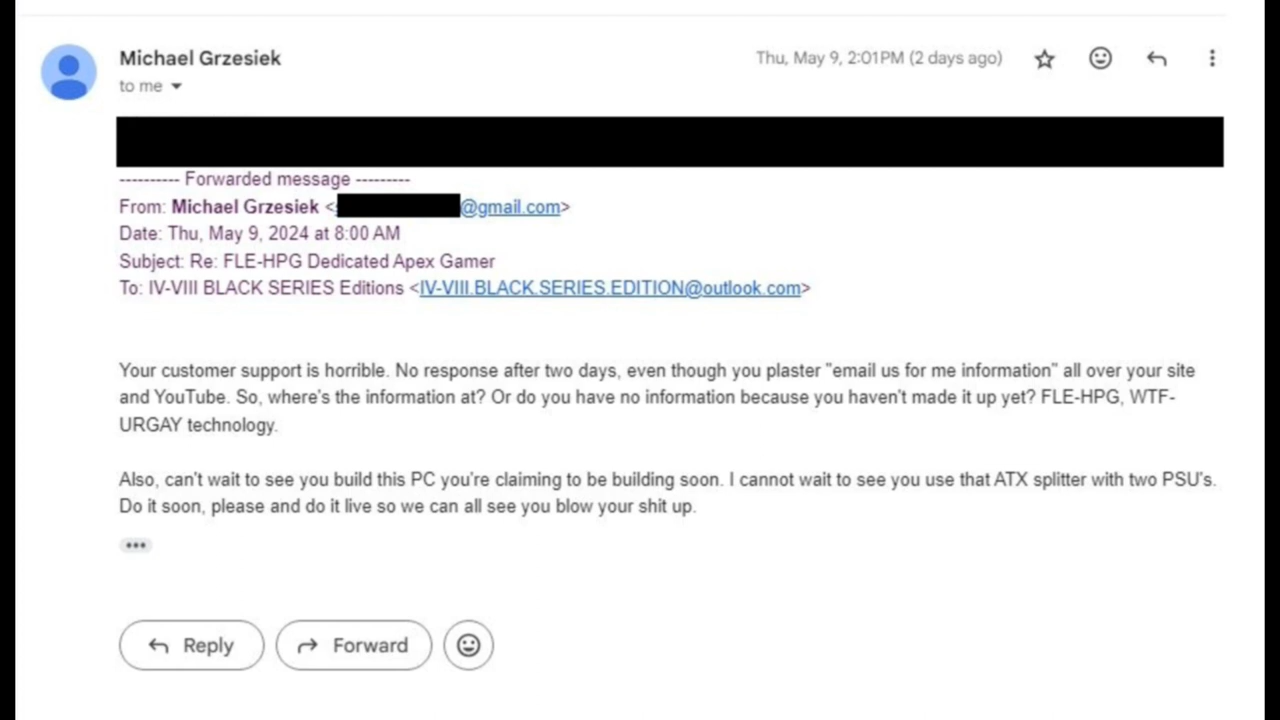 Michael Grzesiek
Thu, May 9, 2:01PM (2 days ago)
to me
---------- Forwarded message ---------
From: Michael Grzesiek <@gmail.com>
Date: Thu, May 9, 2024 at 8:00 AM
Subject: Re: FLE-HPG Dedicated Apex Gamer
To: IV-VIII BLACK SERIES Editions <IV-VIII.BLACK.SERIES.EDITION@outlook.com>
Your customer support is horrible. No response after two days, even though you plaster "email us for me information" all over your site
and YouTube. So, where's the information at? Or do you have no information because you haven't made it up yet? FLE-HPG, WTF-
URGAY technology.
Also, can't wait to see you build this PC you're claiming to be building soon. I cannot wait to see you use that ATX splitter with two PSU's.
Do it soon, please and do it live so we can all see you blow your shit up.
Reply
Forward